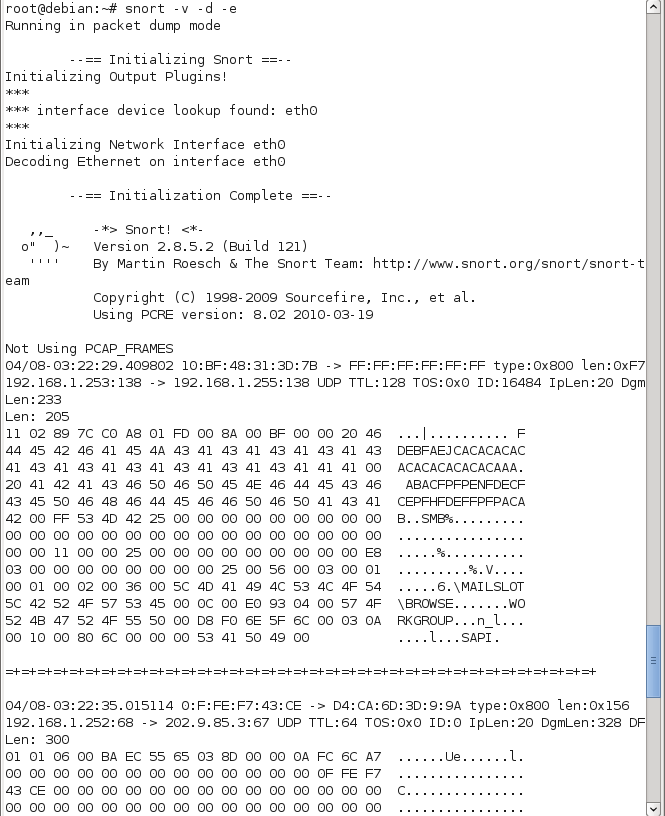 root@debian:~# snort -v -d -e
Running in packet dump mode

        --== Initializing Snort ==--
Initializing Output Plugins!
***
*** interface device lookup found: eth0
***
Initializing Network Interface eth0
Decoding Ethernet on interface eth0

        --== Initialization Complete ==--

   ,,_     -*> Snort! <*-
  o"  )~   Version 2.8.5.2 (Build 121)
   ''''    By Martin Roesch & The Snort Team: http://www.snort.org/snort/snort-t
eam
           Copyright (C) 1998-2009 Sourcefire, Inc., et al.
           Using PCRE version: 8.02 2010-03-19

Not Using PCAP_FRAMES
04/08-03:22:29.409802 10:BF:48:31:3D:7B -> FF:FF:FF:FF:FF:FF type:0x800 len:0xF7
192.168.1.253:138 -> 192.168.1.255:138 UDP TTL:128 TOS:0x0 ID:16484 IpLen:20 Dgm
Len:233
Len: 205
11 02 89 7C C0 A8 01 FD 00 8A 00 BF 00 00 20 46  ...|.......... F
44 45 42 46 41 45 4A 43 41 43 41 43 41 43 41 43  DEBFAEJCACACACAC
41 43 41 43 41 43 41 43 41 43 41 43 41 41 41 00  ACACACACACACAAA.
20 41 42 41 43 46 50 46 50 45 4E 46 44 45 43 46   ABACFPFPENFDECF
43 45 50 46 48 46 44 45 46 46 50 46 50 41 43 41  CEPFHFDEFFPFPACA
42 00 FF 53 4D 42 25 00 00 00 00 00 00 00 00 00  B..SMB%.........
00 00 00 00 00 00 00 00 00 00 00 00 00 00 00 00  ................
00 00 11 00 00 25 00 00 00 00 00 00 00 00 00 E8  .....%..........
03 00 00 00 00 00 00 00 00 25 00 56 00 03 00 01  .........%.V....
00 01 00 02 00 36 00 5C 4D 41 49 4C 53 4C 4F 54  .....6.\MAILSLOT
5C 42 52 4F 57 53 45 00 0C 00 E0 93 04 00 57 4F  \BROWSE.......WO
52 4B 47 52 4F 55 50 00 D8 F0 6E 5F 6C 00 03 0A  RKGROUP...n_l...
00 10 00 80 6C 00 00 00 53 41 50 49 00           ....l...SAPI.

=+=+=+=+=+=+=+=+=+=+=+=+=+=+=+=+=+=+=+=+=+=+=+=+=+=+=+=+=+=+=+=+=+=+=+=+=+

04/08-03:22:35.015114 0:F:FE:F7:43:CE -> D4:CA:6D:3D:9:9A type:0x800 len:0x156
192.168.1.252:68 -> 202.9.85.3:67 UDP TTL:64 TOS:0x0 ID:0 IpLen:20 DgmLen:328 DF
Len: 300
01 01 06 00 BA EC 55 65 03 8D 00 00 0A FC 6C A7  ......Ue......l.
00 00 00 00 00 00 00 00 00 00 00 00 00 0F FE F7  ................
43 CE 00 00 00 00 00 00 00 00 00 00 00 00 00 00  C...............
00 00 00 00 00 00 00 00 00 00 00 00 00 00 00 00  ................